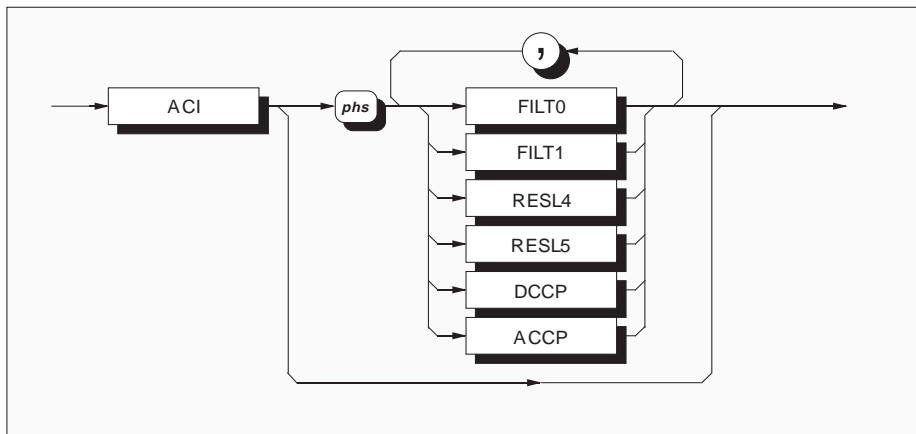 ,
ACI
phs
FILT0
FILT1
RESL4
RESL5
DCCP
ACCP